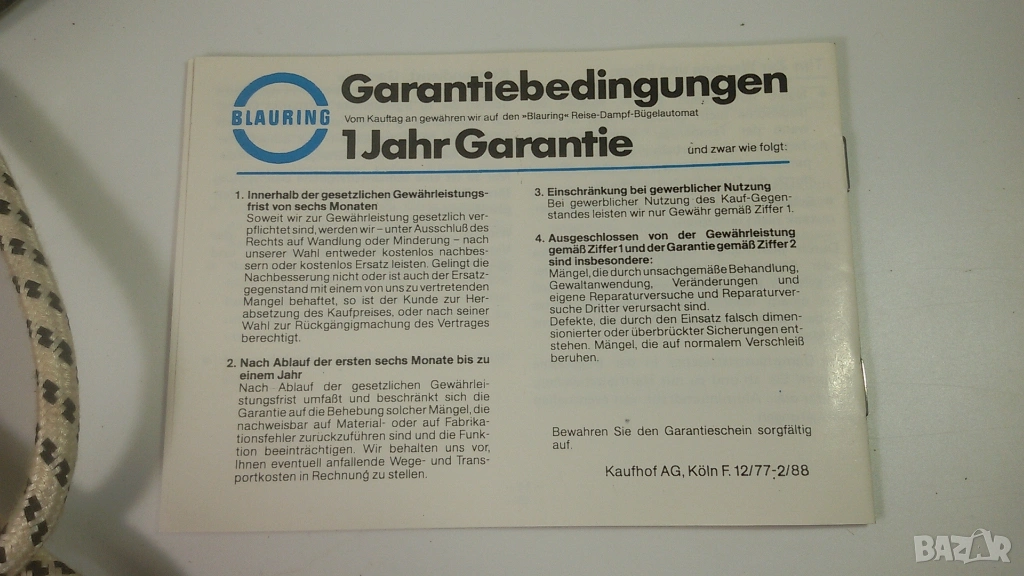 BLAURING
Garantiebedingungen
Vom Kauftag an gewähren wir auf den »Blauring« Reise-Dampf-Bügelautomat
1 Jahr Garantie
und zwar wie folgt:
1. Innerhalb der gesetzlichen Gewährleistungs-
frist von sechs Monaten
Soweit wir zur Gewährleistung gesetzlich ver-
pflichtet sind, werden wir – unter Ausschluß des
Rechts auf Wandlung oder Minderung – nach
unserer Wahl entweder kostenlos nachbes-
sern oder kostenlos Ersatz leisten. Gelingt die
Nachbesserung nicht oder ist auch der Ersatz-
gegenstand mit einem von uns zu vertretenden
Mangel behaftet, so ist der Kunde zur Her-
absetzung des Kaufpreises, oder nach seiner
Wahl zur Rückgängigmachung des Vertrages
berechtigt.
2. Nach Ablauf der ersten sechs Monate bis zu
einem Jahr
Nach Ablauf der gesetzlichen Gewährlei-
stungsfrist umfaßt und beschränkt sich die
Garantie auf die Behebung solcher Mängel, die
nachweisbar auf Material- oder auf Fabrika-
tionsfehler zurückzuführen sind und die Funk-
tion beeinträchtigen. Wir behalten uns vor,
Ihnen eventuell anfallende Wege- und Trans-
portkosten in Rechnung zu stellen.
3. Einschränkung bei gewerblicher Nutzung
Bei gewerblicher Nutzung des Kauf-Gegen-
standes leisten wir nur Gewähr gemäß Ziffer 1.
4. Ausgeschlossen von der Gewährleistung
gemäß Ziffer 1 und der Garantie gemäß Ziffer 2
sind insbesondere:
Mängel, die durch unsachgemäße Behandlung,
Gewaltanwendung, Veränderungen und
eigene Reparaturversuche und Reparaturver-
suche Dritter verursacht sind.
Defekte, die durch den Einsatz falsch dimen-
sionierter oder überbrückter Sicherungen ent-
stehen. Mängel, die auf normalem Verschleiß
beruhen.
Bewahren Sie den Garantieschein sorgfältig
auf.
Kaufhof AG, Köln F. 12/77-2/88
BAZAR